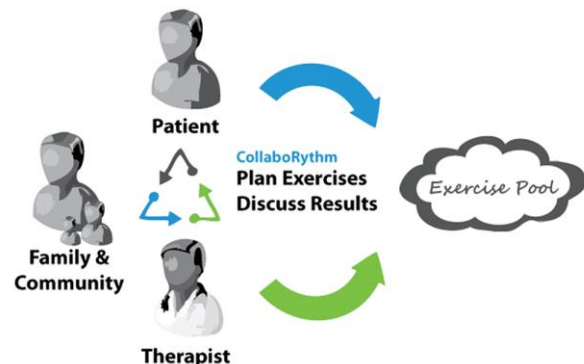 Patient
CollaboRythm
Plan Exercises
Discuss Results
Exercise Pool
Family &
Community
Therapist